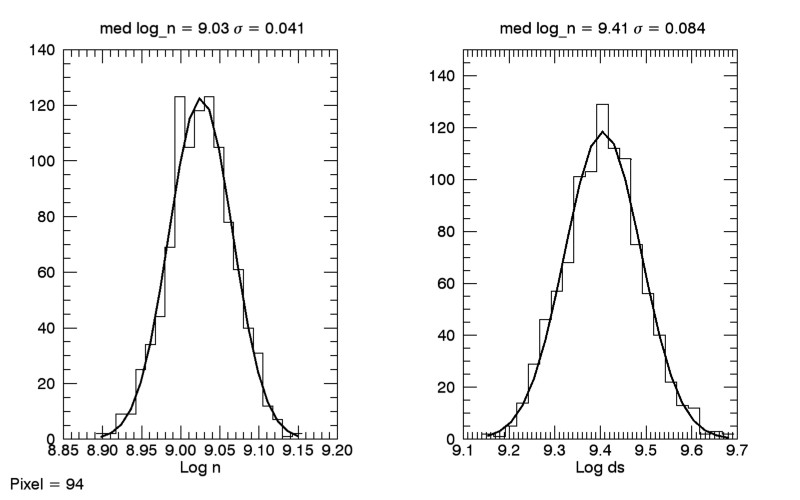 med log_n = 9.03 σ = 0.041
140
120
100
80
60
40
20
0
8.85 8.90 8.95 9.00 9.05 9.10 9.15 9.20
Log n
med log_n = 9.41 σ = 0.084
140
120
100
80
60
40
20
0
9.1 9.2 9.3 9.4 9.5 9.6 9.7
Log ds
Pixel = 94